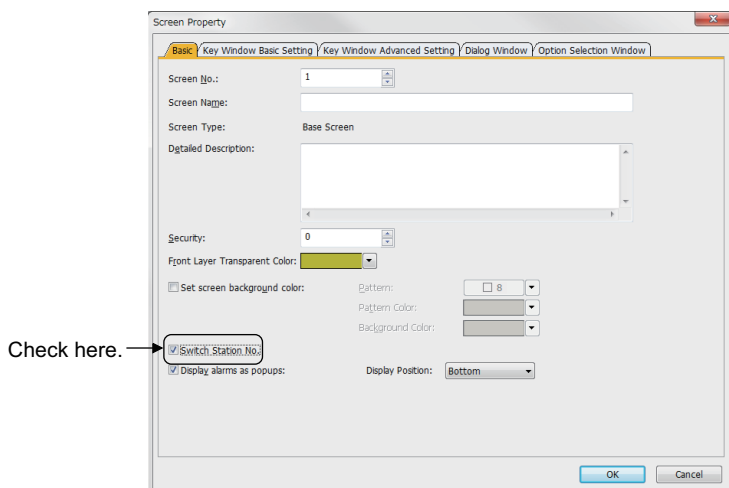 Screen Property
Basic Key Window Basic Setting Key Window Advanced Setting Dialog Window Option Selection Window
Screen No.: 1
Screen Name:
Screen Type: Base Screen
Detailed Description:
Security: 0
Front Layer Transparent Color:
Set screen background color: Pattern: 8
Pattern Color:
Background Color:
Check here. Switch Station No.
Display alarms as popups: Display Position: Bottom
OK Cancel